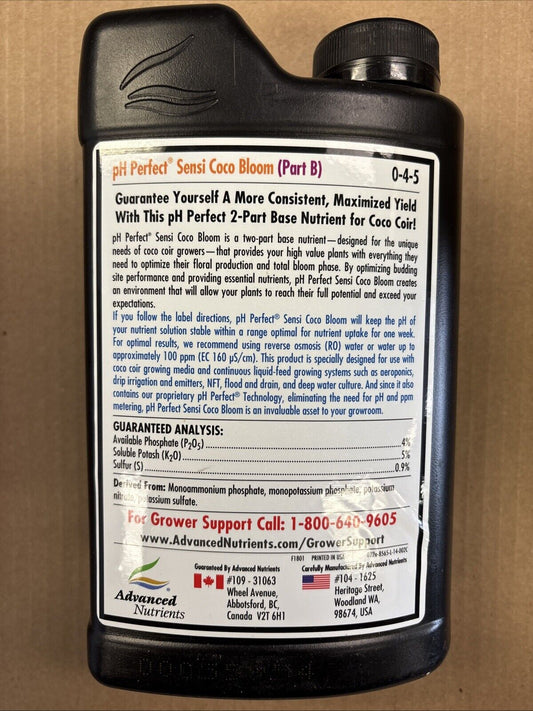 pH Perfect® Sensi Coco Bloom (Part B) 0-4-5
Guarantee Yourself A More Consistent, Maximized Yield
With This pH Perfect 2-Part Base Nutrient for Coco Coir!
pH Perfect® Sensi Coco Bloom is a two-part base nutrient—designed for the unique
needs of coco coir growers—that provides your high value plants with everything they
need to optimize their floral production and total bloom phase. By optimizing budding
site performance and providing essential nutrients, pH Perfect Sensi Coco Bloom creates
an environment that will allow your plants to reach their full potential and exceed your
expectations.
If you follow the label directions, pH Perfect® Sensi Coco Bloom will keep the pH of
your nutrient solution stable within a range optimal for nutrient uptake for one week.
For optimal results, we recommend using reverse osmosis (RO) water or water up to
approximately 100 ppm (EC 160 µS/cm). This product is specially designed for use with
coco coir growing media and continuous liquid-feed growing systems such as aeroponics,
drip irrigation and emitters, NFT, flood and drain, and deep water culture. And since it also
contains our proprietary pH Perfect® Technology, eliminating the need for pH and ppm
metering, pH Perfect Sensi Coco Bloom is an invaluable asset to your growroom.
GUARANTEED ANALYSIS:
Available Phosphate (P₂O₅) 4%
Soluble Potash (K₂O) 5%
Sulfur (S) 0.9%
Derived From: Monoammonium phosphate, monopotassium phosphate, potassium
nitrate, potassium sulfate.
For Grower Support Call: 1-800-640-9605
www.AdvancedNutrients.com/GrowerSupport
F1801 PRINTED IN USA
Advanced
Nutrients
Guaranteed By Advanced Nutrients
#109 - 31063
Wheel Avenue,
Abbotsford, BC,
Canada V2T 6H1
Carefully Manufactured By Advanced Nutrients
#104 - 1625
Heritage Street,
Woodland WA,
98674, USA